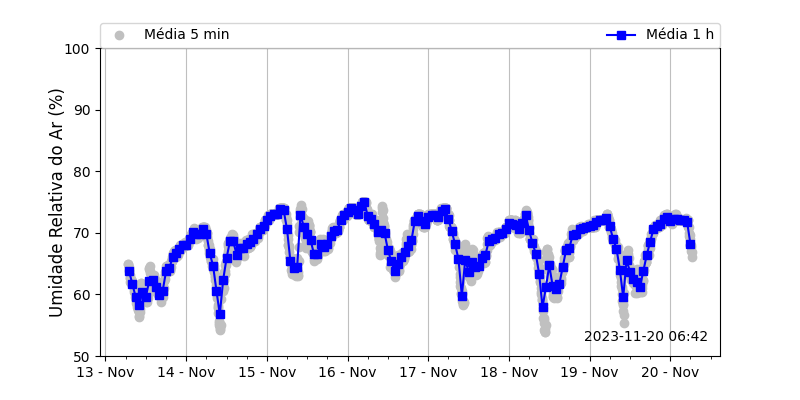 Média 5 min
Média 1 h
Umidade Relativa do Ar (%)
100
90
80
70
60
50
2023-11-20 06:42
13 - Nov
14 - Nov
15 - Nov
16 - Nov
17 - Nov
18 - Nov
19 - Nov
20 - Nov